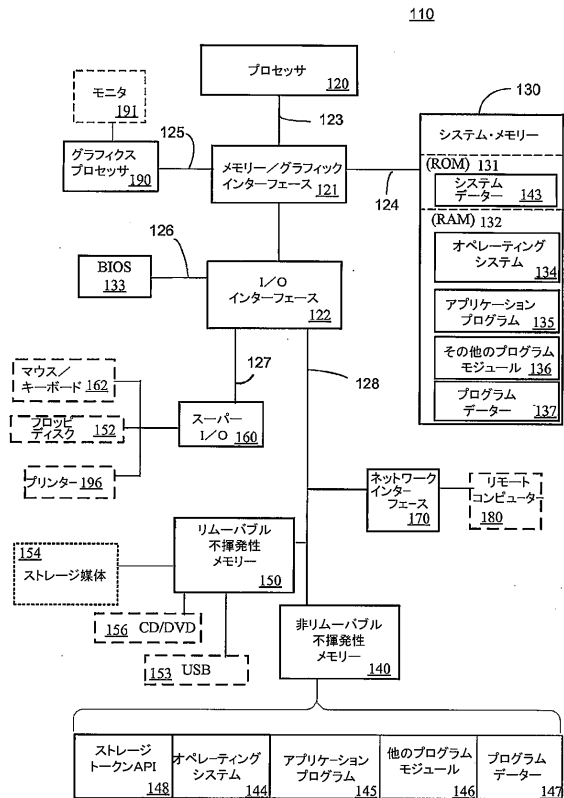 110
プロセッサ
120
モニタ
191
123
130
125
グラフィクス
プロセッサ
190
メモリー／グラフィック
インターフェース
121
124
システム・メモリー
(ROM) 131
システム
データー 143
(RAM) 132
オペレーティング
システム 134
アプリケーション
プログラム 135
その他のプログラム
モジュール 136
プログラム
データー 137
126
BIOS
133
I／O
インターフェース
122
127
128
マウス／
キーボード 162
フロッピ
ディスク 152
プリンター 196
スーパー
I／O 160
ネットワーク
インター
フェース 170
リモート
コンピューター
180
154
ストレージ媒体
リムーバブル
不揮発性
メモリー 150
156 CD/DVD
153 USB
非リムーバブル
不揮発性
メモリー
140
ストレージ
トークンAPI
148
オペレーティング
システム 144
アプリケーション
プログラム
145
他のプログラム
モジュール
146
プログラム
データー
147